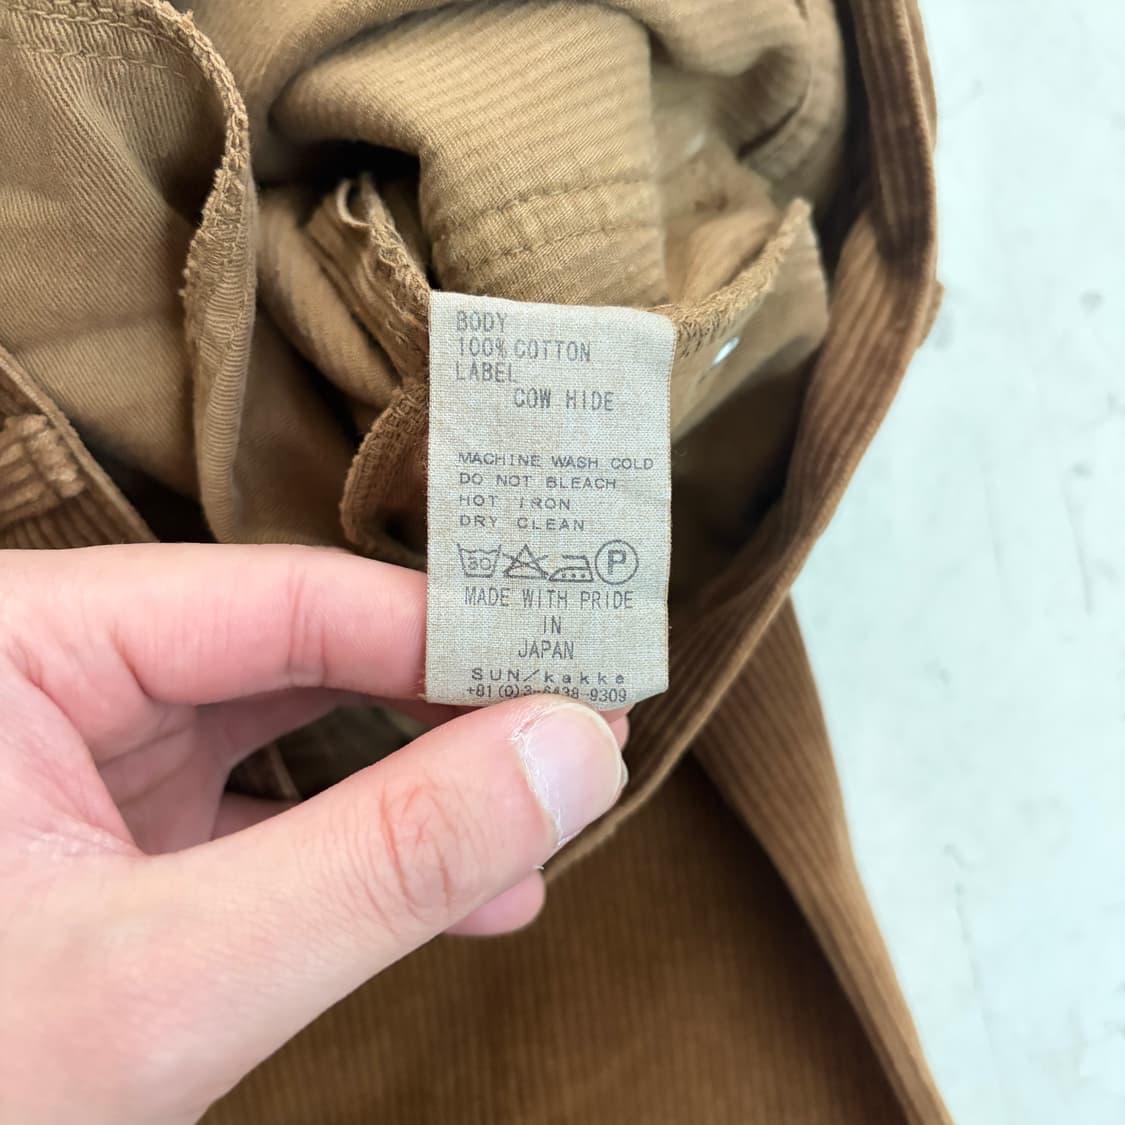 BODY
100% COTTON
LABEL
COW HIDE
MACHINE WASH COLD
DO NOT BLEACH
HOT IRON
DRY CLEAN
30 P
MADE WITH PRIDE
IN
JAPAN
SUN/kakke
+81(0)3-6438-9309